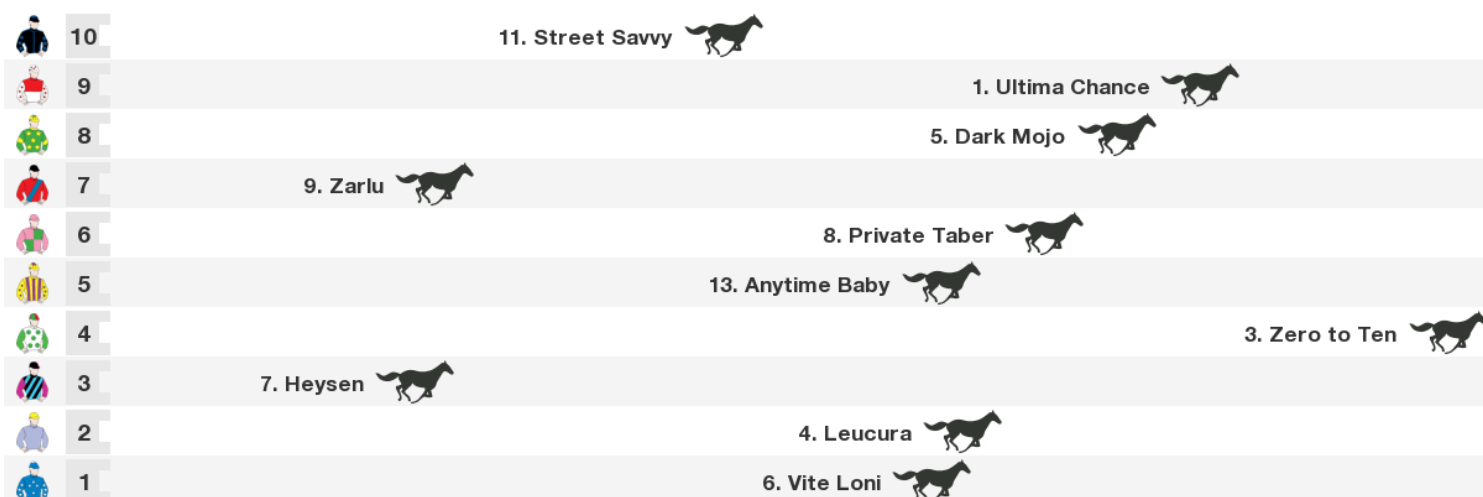 10 11. Street Savvy
9 1. Ultima Chance
8 5. Dark Mojo
7 9. Zarlu
6 8. Private Taber
5 13. Anytime Baby
4 3. Zero to Ten
3 7. Heysen
2 4. Leucura
1 6. Vite Loni